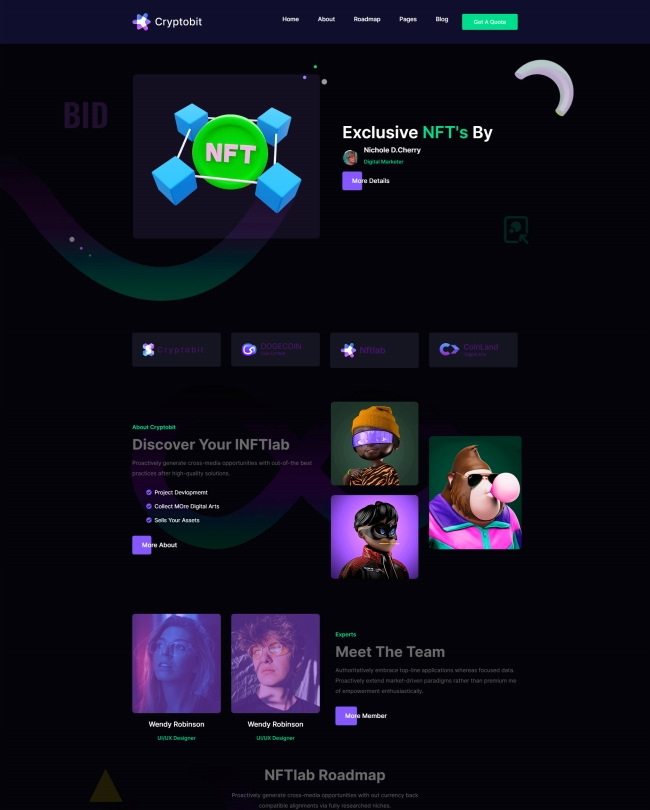 Cryptobit
Home About Roadmap Pages Blog Get A Quote
BID
NFT
Exclusive NFT's By
Nichole D.Cherry
Digital Marketer
More Details
Cryptobit
DOGECOIN
Nftlab
CoinLand
About Cryptobit
Discover Your INFTlab
Proactively generate cross-media opportunities with out-of-the best
practices after high-quality solutions.
Project Devlopmemt
Collect MOre Digital Arts
Sells Your Assets
More About
Wendy Robinson
UI/UX Designer
Wendy Robinson
UI/UX Designer
Experts
Meet The Team
Authoritatively embrace top-line applications whereas focused data.
Proactively extend market-driven paradigms rather than premium me
of empowerment enthusiastically.
More Member
NFTlab Roadmap
Proactively generate cross-media opportunities with out currency back
compatible alignments via fully researched niches.